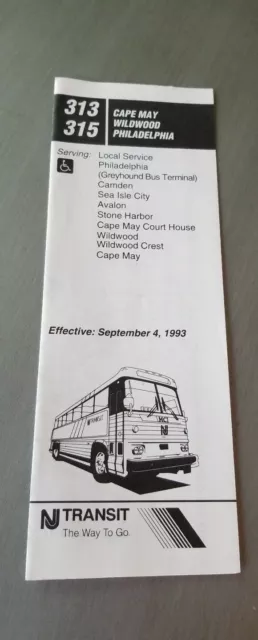 313
315
CAPE MAY
WILDWOOD
PHILADELPHIA
Serving: Local Service
Philadelphia
(Greyhound Bus Terminal)
Camden
Sea Isle City
Avalon
Stone Harbor
Cape May Court House
Wildwood
Wildwood Crest
Cape May
Effective: September 4, 1993
MCI
NJ TRANSIT
The Way To Go.